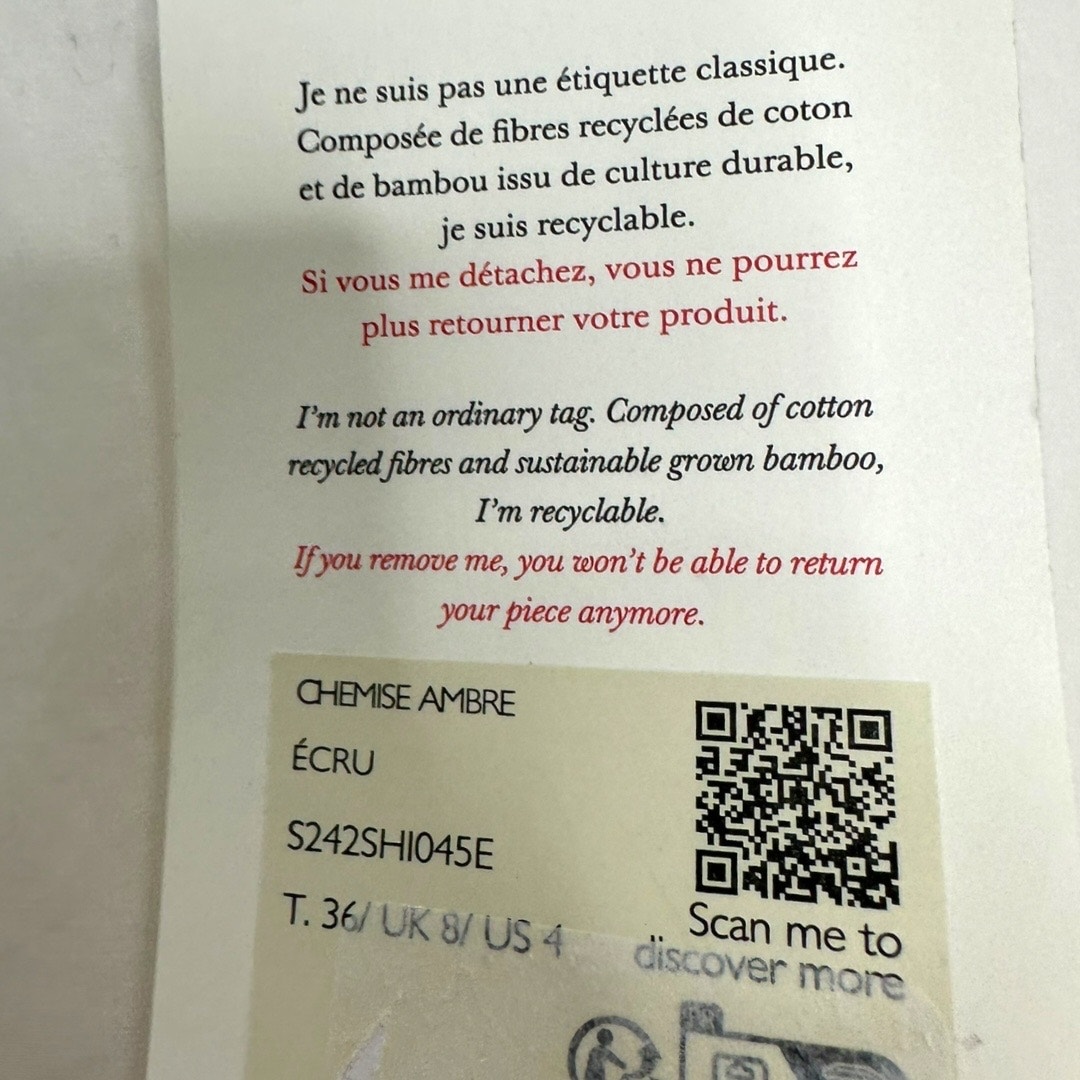 Je ne suis pas une étiquette classique.
Composée de fibres recyclées de coton
et de bambou issu de culture durable,
je suis recyclable.
Si vous me détachez, vous ne pourrez
plus retourner votre produit.
I'm not an ordinary tag. Composed of cotton
recycled fibres and sustainable grown bamboo,
I'm recyclable.
If you remove me, you won't be able to return
your piece anymore.
CHEMISE AMBRE
ÉCRU
S242SHI045E
T. 36/ UK 8/ US 4
Scan me to
discover more